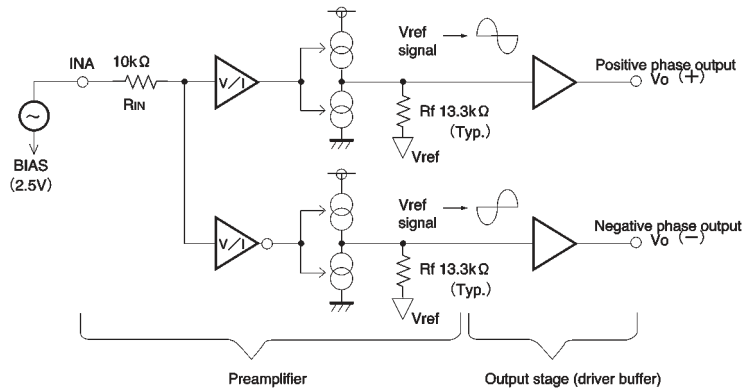 INA
10kΩ
RIN
V/I
~
BIAS
(2.5V)
Vref
signal
Rf 13.3kΩ
(Typ.)
Vref
Positive phase output
Vo (+)
V/I
Vref
signal
Rf 13.3kΩ
(Typ.)
Vref
Negative phase output
Vo (−)
Preamplifier
Output stage (driver buffer)